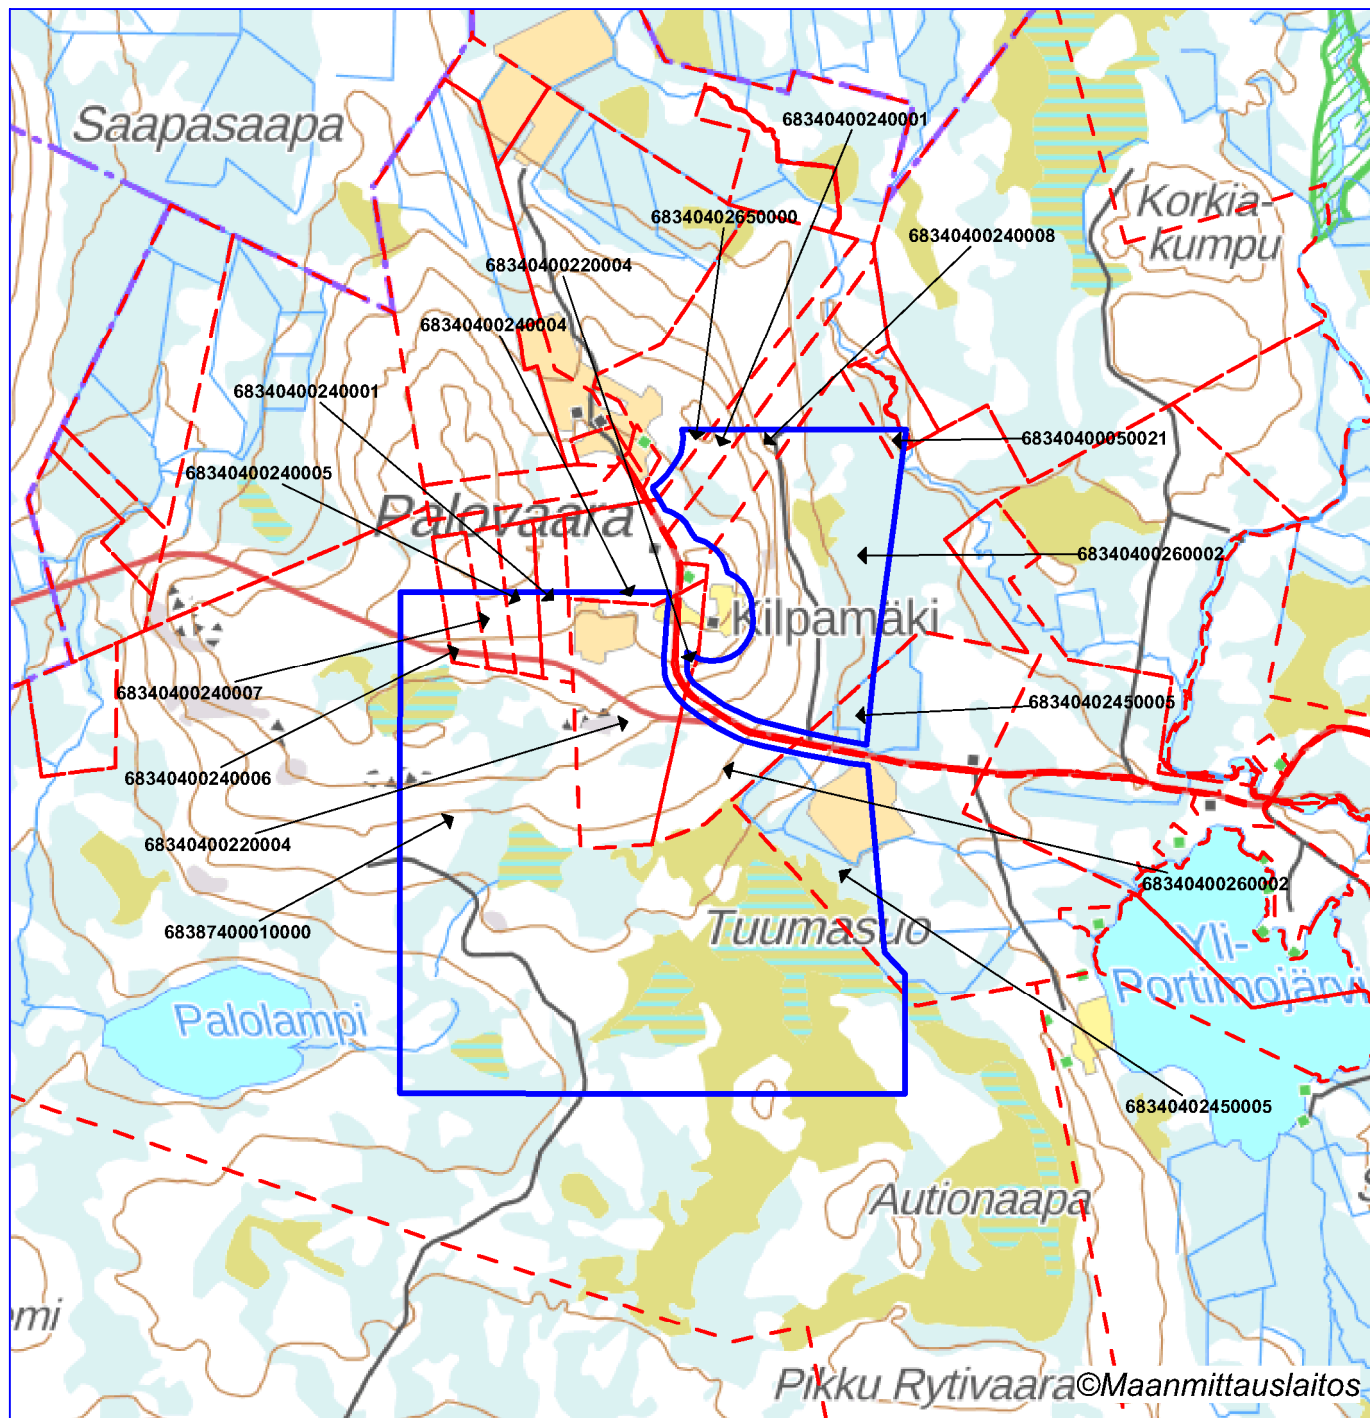 Saapasaapa
68340400240001
Korkia-
kumpu
68340402650000
68340400240008
68340400220004
68340400240004
68340400240001
68340400050021
68340400240005
Palovaara
68340400260002
Kilpamäki
68340400240007
68340402450005
68340400240006
68340400220004
68340400260002
68387400010000
Tuumasuo
Yli-
Portimojärvi
Palolampi
68340402450005
Autionaapa
Pikku Rytivaara
©Maanmittauslaitos